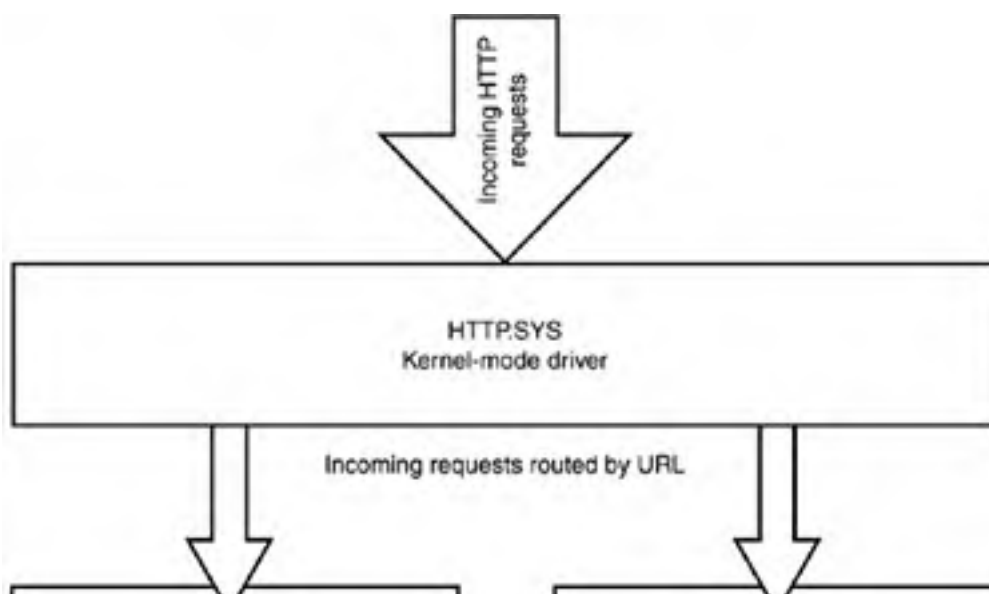 Incoming HTTP
requests
HTTP.SYS
Kernel-mode driver
Incoming requests routed by URL